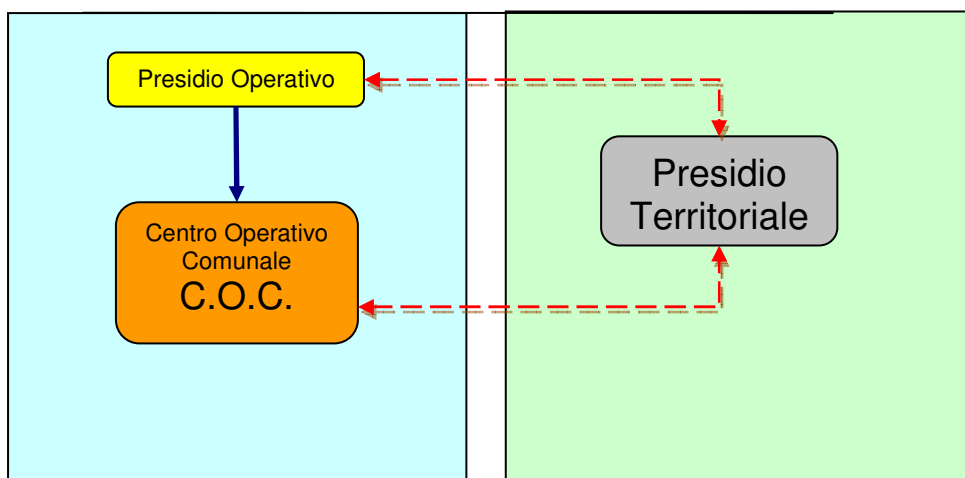 Presidio Operativo
Centro Operativo
Comunale
C.O.C.
Presidio
Territoriale